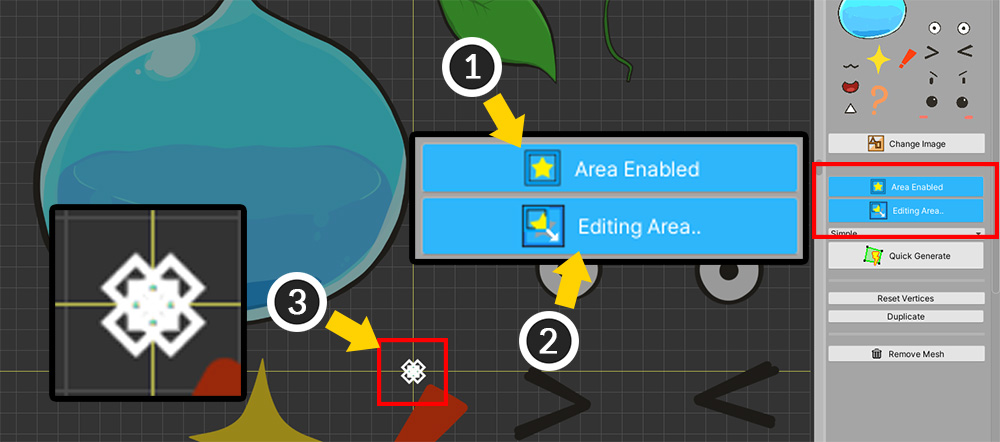 1
Area Enabled
Editing Area..
2
3
Change Image
Area Enabled
Editing Area..
Simple
Quick Generate
Reset Vertices
Duplicate
Remove Mesh